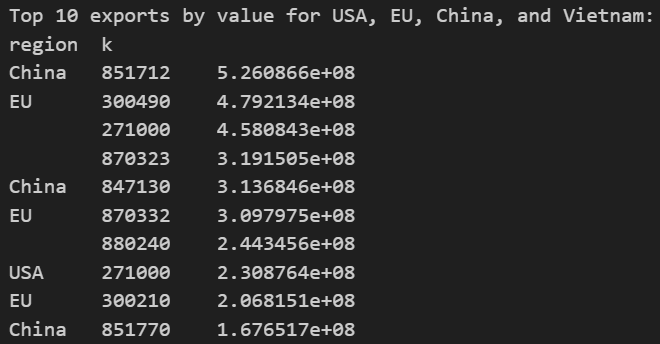 Top 10 exports by value for USA, EU, China, and Vietnam:
region  k
China   851712    5.260866e+08
EU      300490    4.792134e+08
        271000    4.580843e+08
        870323    3.191505e+08
China   847130    3.136846e+08
EU      870332    3.097975e+08
        880240    2.443456e+08
USA     271000    2.308764e+08
EU      300210    2.068151e+08
China   851770    1.676517e+08